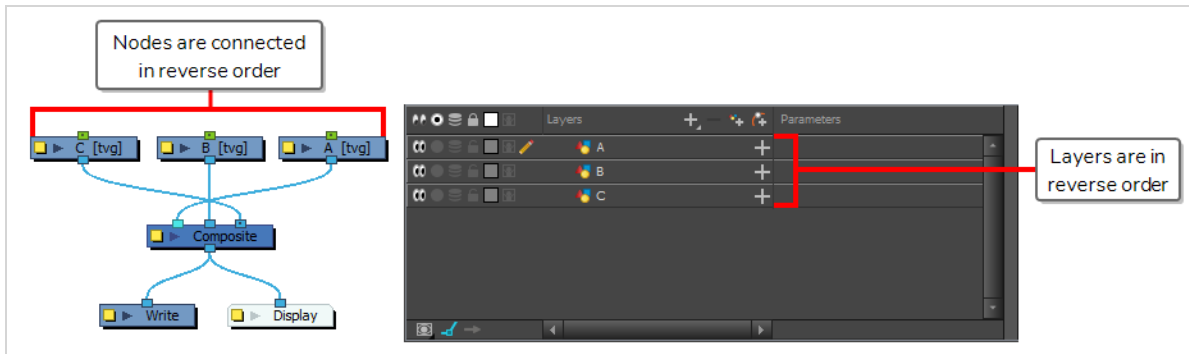 Nodes are connected
in reverse order
C [tvg]
B [tvg]
A [tvg]
Composite
Write
Display
Layers
Parameters
A
B
C
Layers are in
reverse order